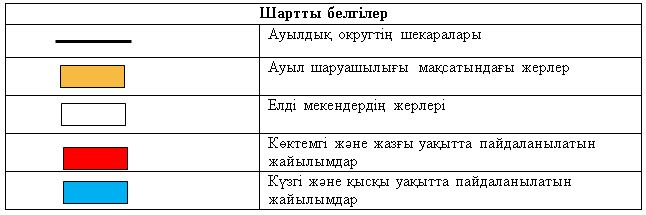 Шартты белгілер
Ауылдық округтің шекаралары
Ауыл шаруашылығы мақсатындағы жерлер
Елді мекендердің жерлері
Көктемгі және жазғы уақытта пайдаланылатын
жайылымдар
Күзгі және қысқы уақытта пайдаланылатын
жайылымдар